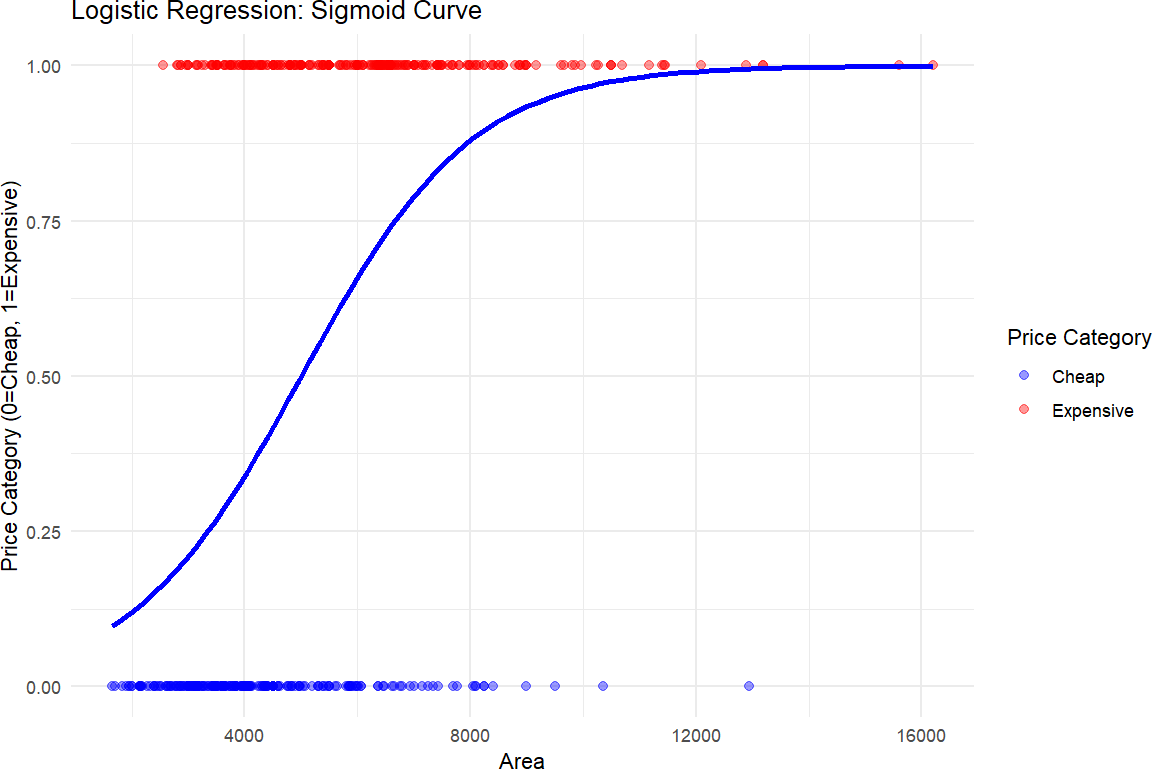 Logistic Regression: Sigmoid Curve
Price Category (0=Cheap, 1=Expensive)
1.00
0.75
0.50
0.25
0.00
4000
8000
12000
16000
Area
Price Category
Cheap
Expensive